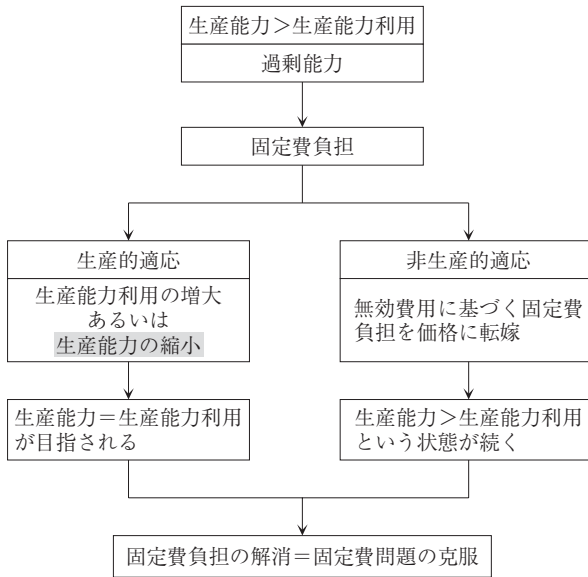 生産能力＞生産能力利用
過剰能力
固定費負担
生産的適応
生産能力利用の増大
あるいは
生産能力の縮小
非生産的適応
無効費用に基づく固定費
負担を価格に転嫁
生産能力＝生産能力利用
が目指される
生産能力＞生産能力利用
という状態が続く
固定費負担の解消＝固定費問題の克服